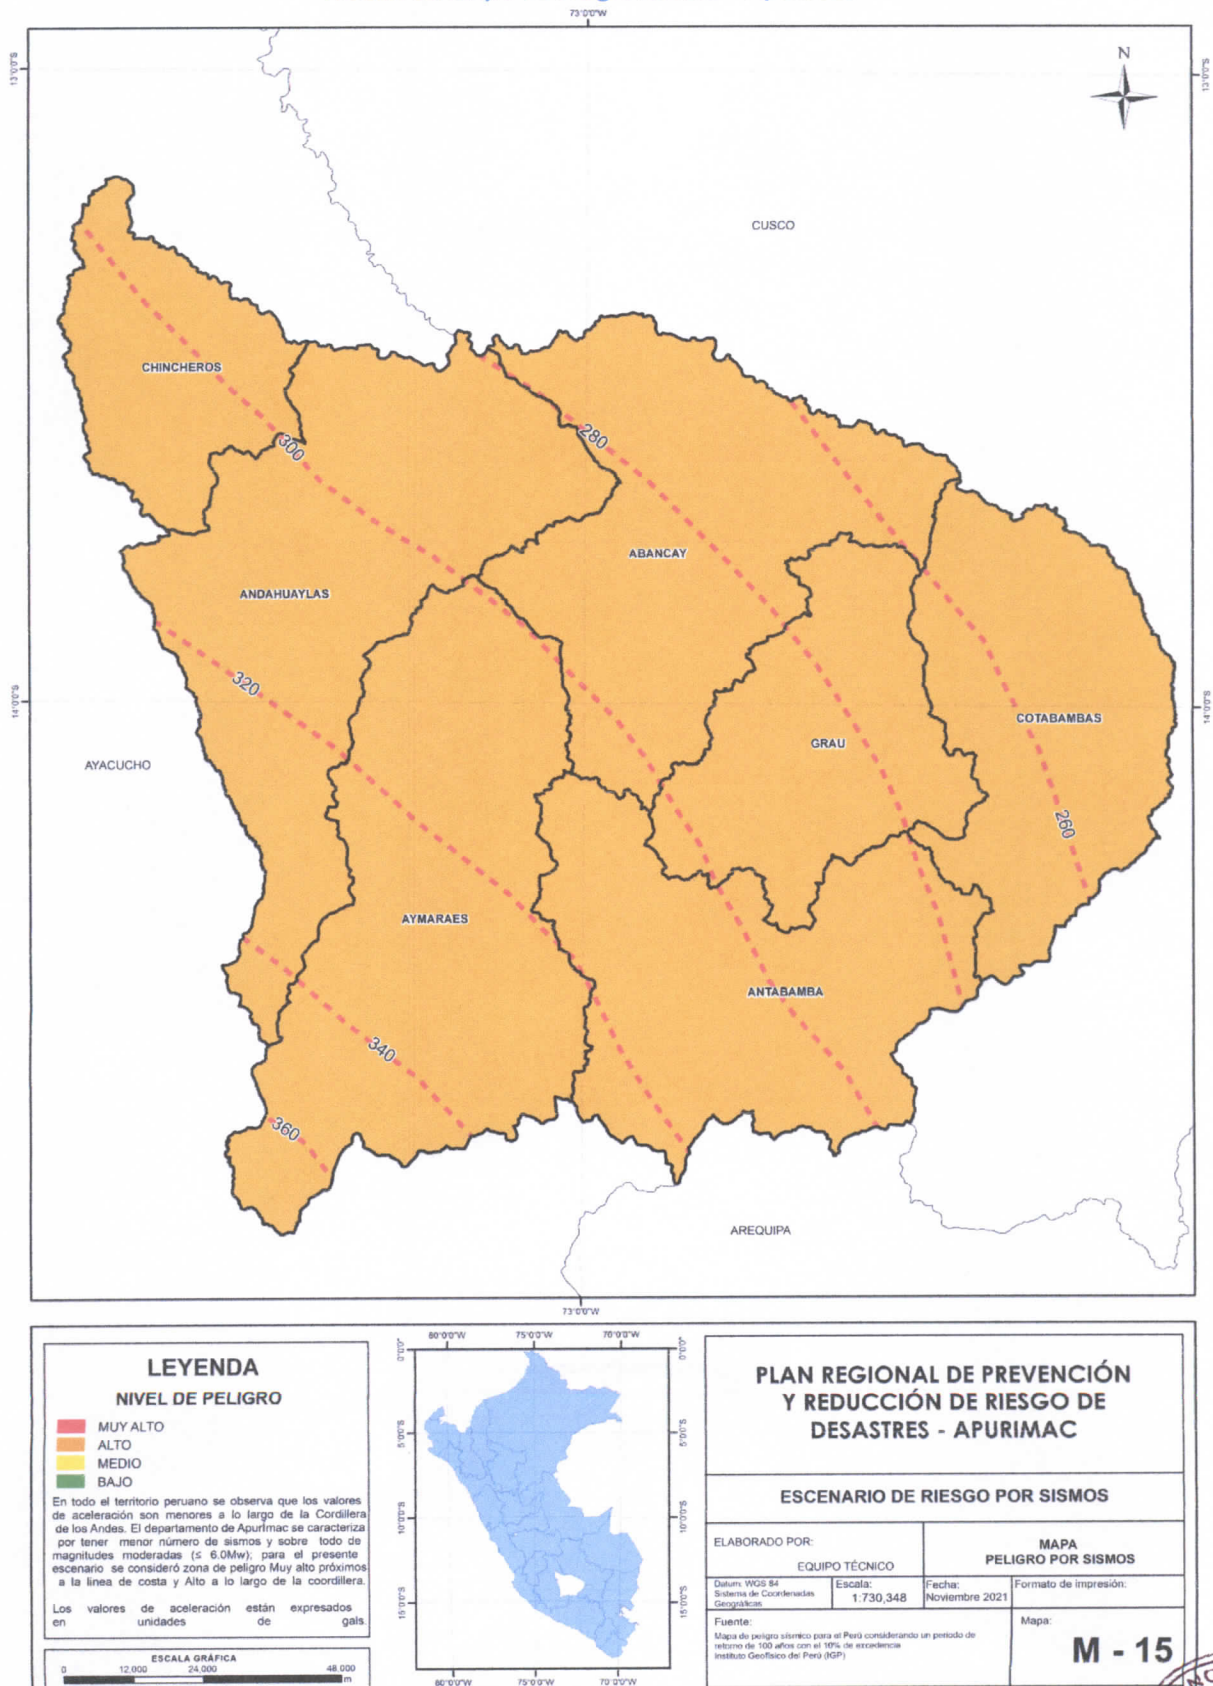 73°0'0"W
13°0'0"S
13°0'0"S
N
CUSCO
CHINCHEROS
280
300
ABANCAY
ANDAHUAYLAS
320
14°0'0"S
14°0'0"S
COTABAMBAS
GRAU
AYACUCHO
260
AYMARAES
ANTABAMBA
340
360
AREQUIPA
73°0'0"W
LEYENDA
NIVEL DE PELIGRO
MUY ALTO
ALTO
MEDIO
BAJO
En todo el territorio peruano se observa que los valores
de aceleración son menores a lo largo de la Cordillera
de los Andes. El departamento de Apurímac se caracteriza
por tener menor número de sismos y sobre todo de
magnitudes moderadas (≤ 6.0Mw); para el presente
escenario se consideró zona de peligro Muy alto próximos
a la linea de costa y Alto a lo largo de la coordillera.
Los valores de aceleración están expresados
en unidades de gals.
ESCALA GRÁFICA
0 12,000 24,000 48,000
m
80°0'0"W 75°0'0"W 70°0'0"W
0°0'0" 0°0'0"
5°0'0"S 5°0'0"S
10°0'0"S 10°0'0"S
15°0'0"S 15°0'0"S
80°0'0"W 75°0'0"W 70°0'0"W
PLAN REGIONAL DE PREVENCIÓN
Y REDUCCIÓN DE RIESGO DE
DESASTRES - APURIMAC
ESCENARIO DE RIESGO POR SISMOS
ELABORADO POR:
EQUIPO TÉCNICO
MAPA
PELIGRO POR SISMOS
Datum: WGS 84
Sistema de Coordenadas
Geográficas
Escala:
1:730,348
Fecha:
Noviembre 2021
Formato de impresión:
Fuente:
Mapa de peligro sísmico para el Perú considerando un periodo de
retorno de 100 años con el 10% de excedencia
Instituto Geofísico del Perú (IGP)
Mapa:
M - 15